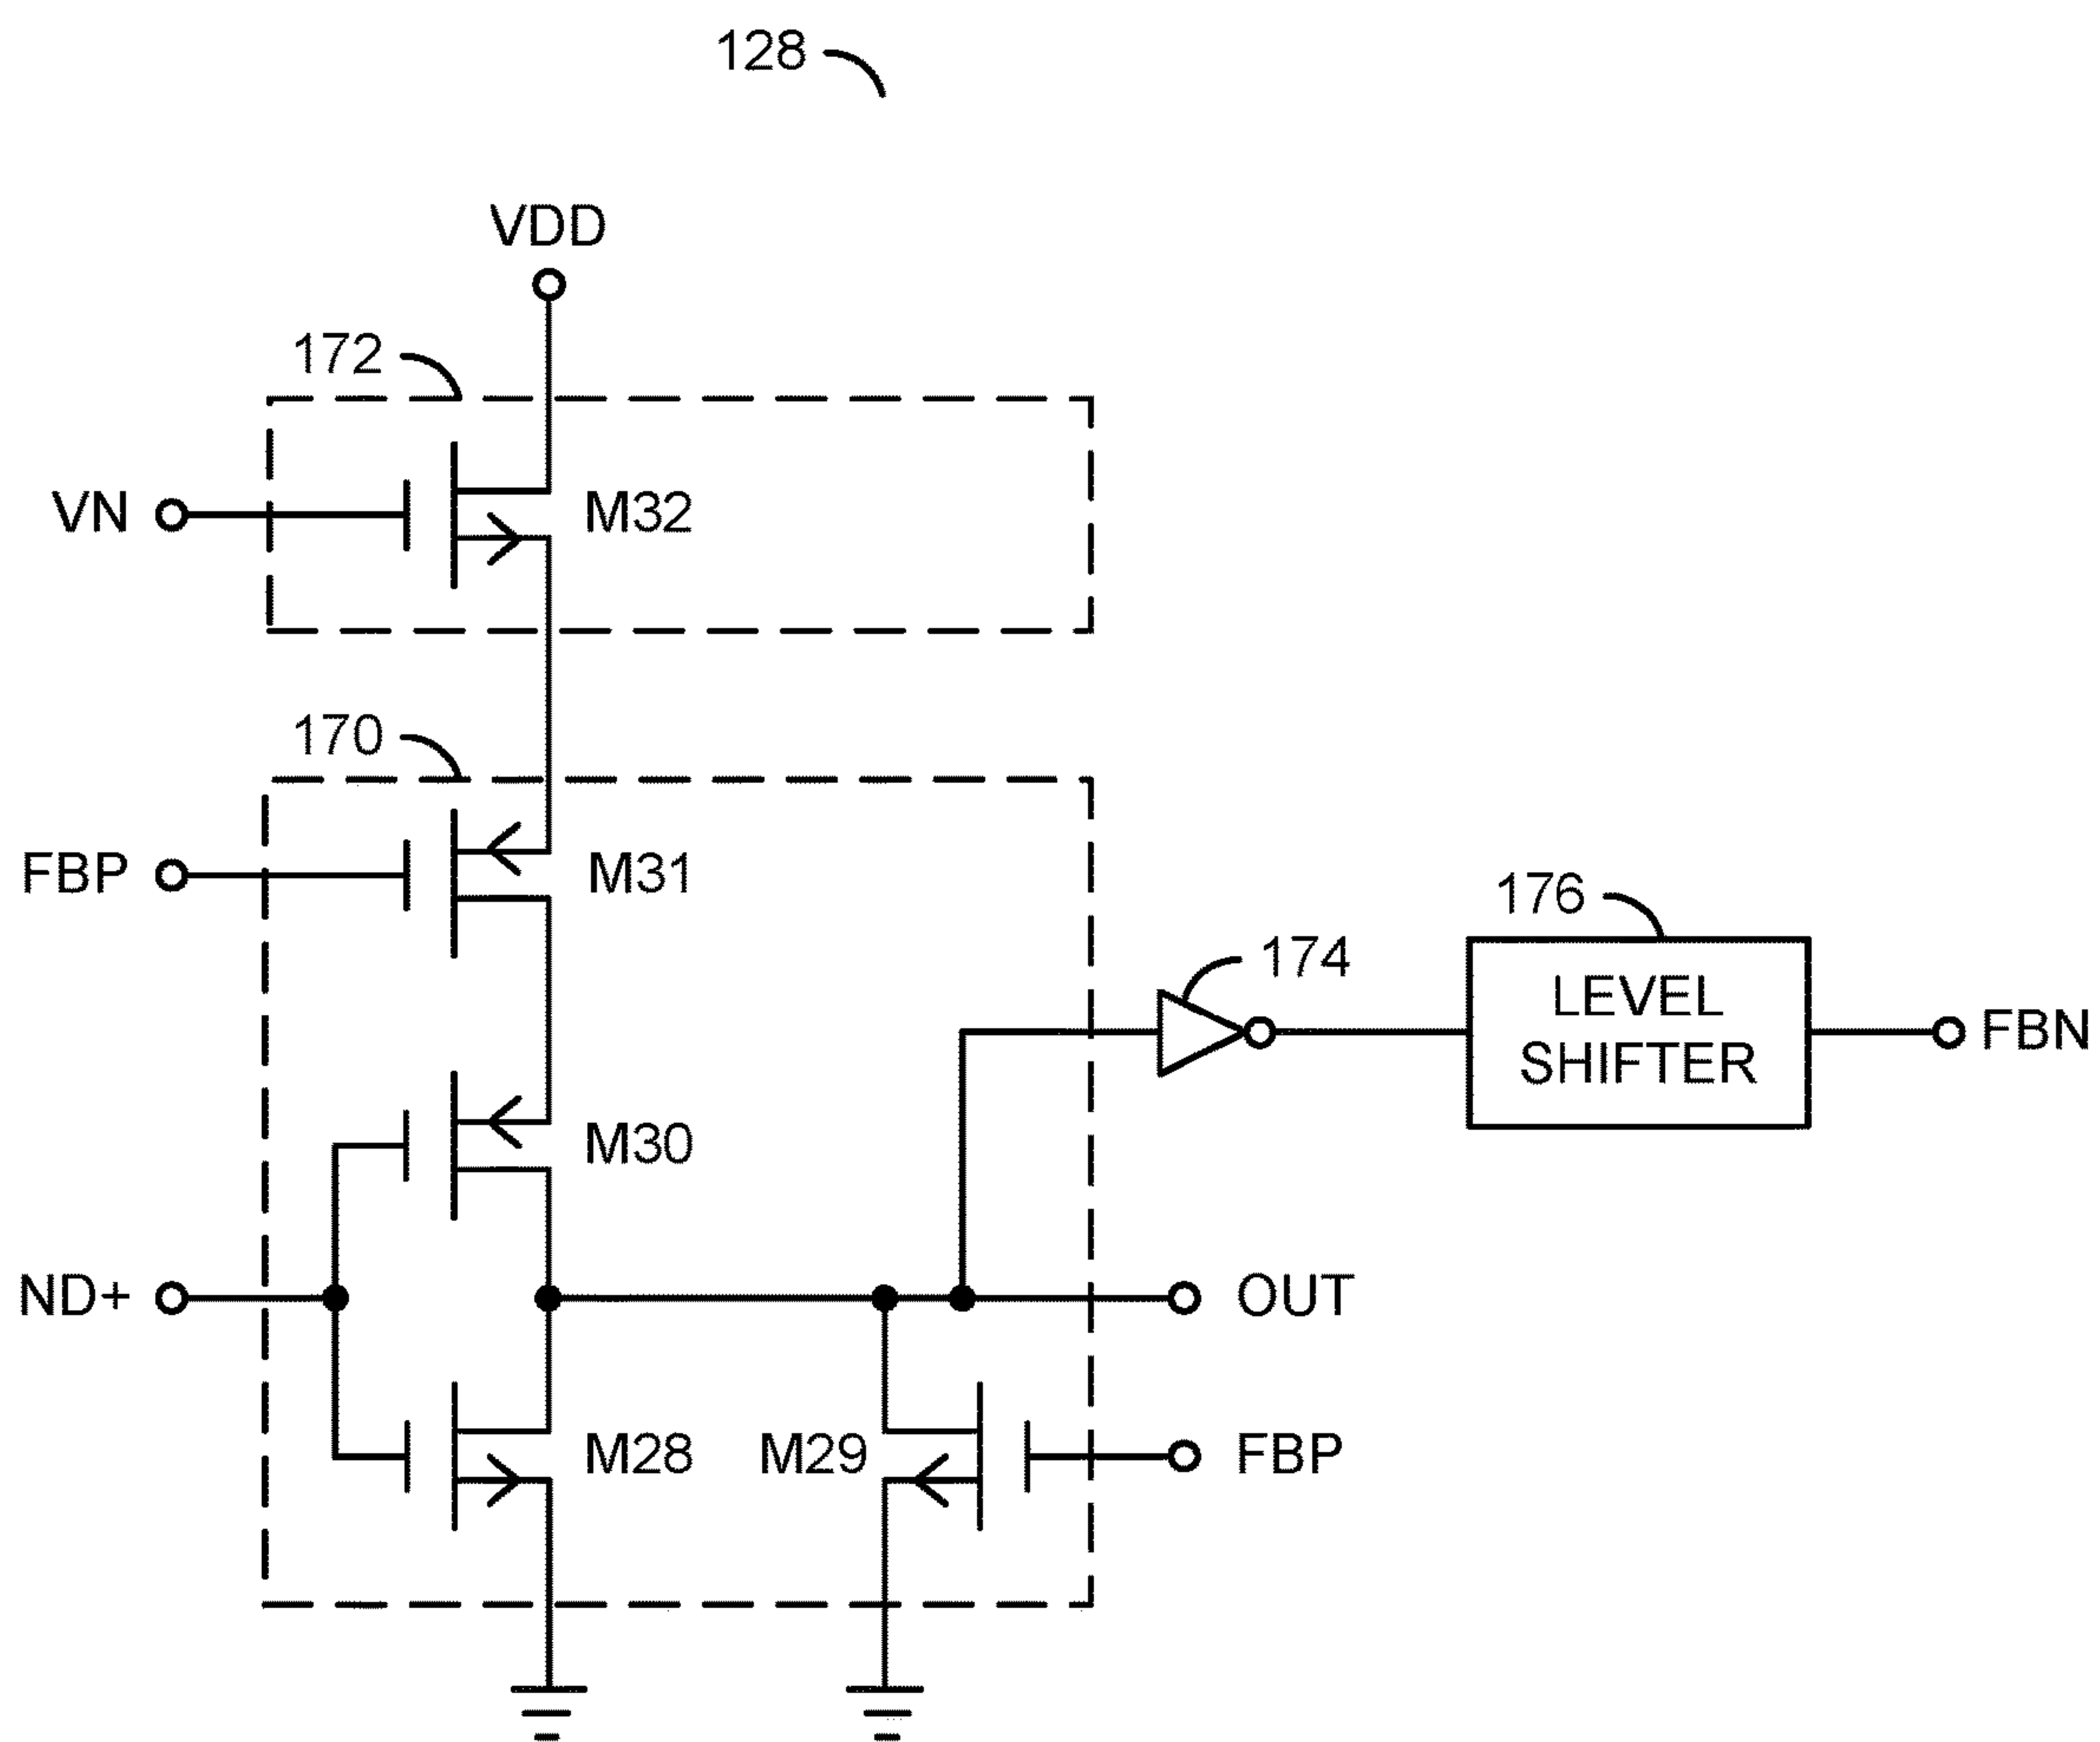 128
VDD
172
VN
M32
170
FBP
M31
176
174
LEVEL
SHIFTER
FBN
M30
ND+
OUT
M28
M29
FBP